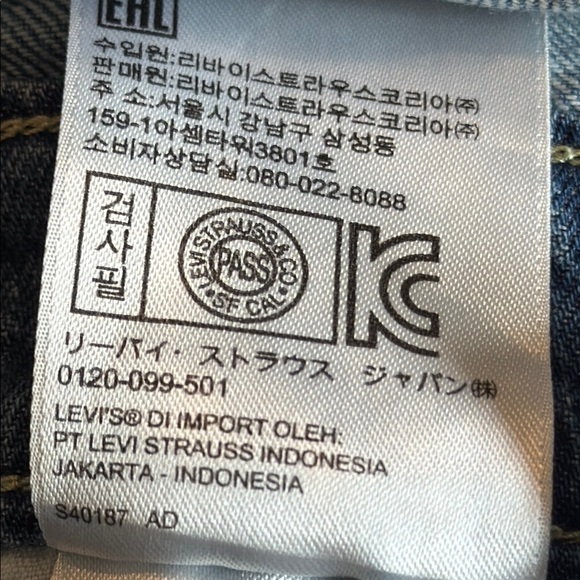 EAC
수입원:리바이스트라우스코리아㈜
판매원:리바이스트라우스코리아㈜
주 소:서울시 강남구 삼성동
159-1아셈타워3801호
소비자상담실:080-022-8088
검사필
LEVI STRAUSS & CO
PASS
SF CAL
KC
リーバイ・ストラウス ジャパン㈱
0120-099-501
LEVI'S® DI IMPORT OLEH:
PT LEVI STRAUSS INDONESIA
JAKARTA - INDONESIA
S40187 AD